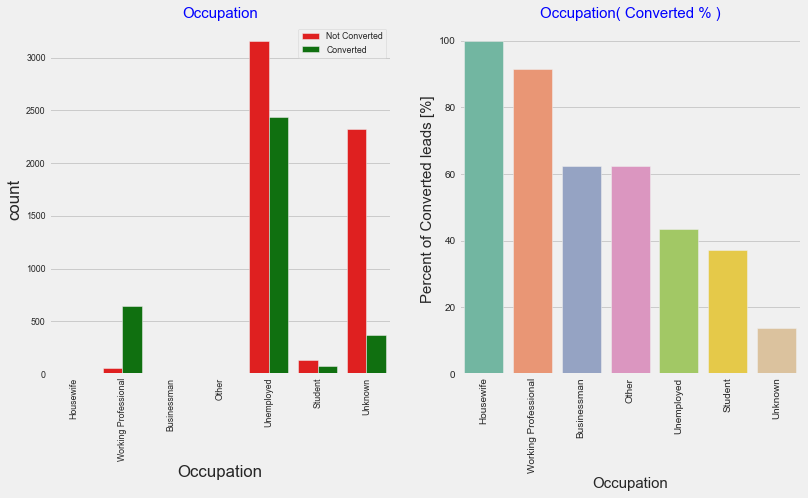 Occupation
Not Converted
Converted
3000
2500
2000
1500
1000
500
0
count
Housewife
Working Professional
Businessman
Other
Unemployed
Student
Unknown
Occupation
Occupation( Converted % )
100
80
60
40
20
0
Percent of Converted leads [%]
Housewife
Working Professional
Businessman
Other
Unemployed
Student
Unknown
Occupation